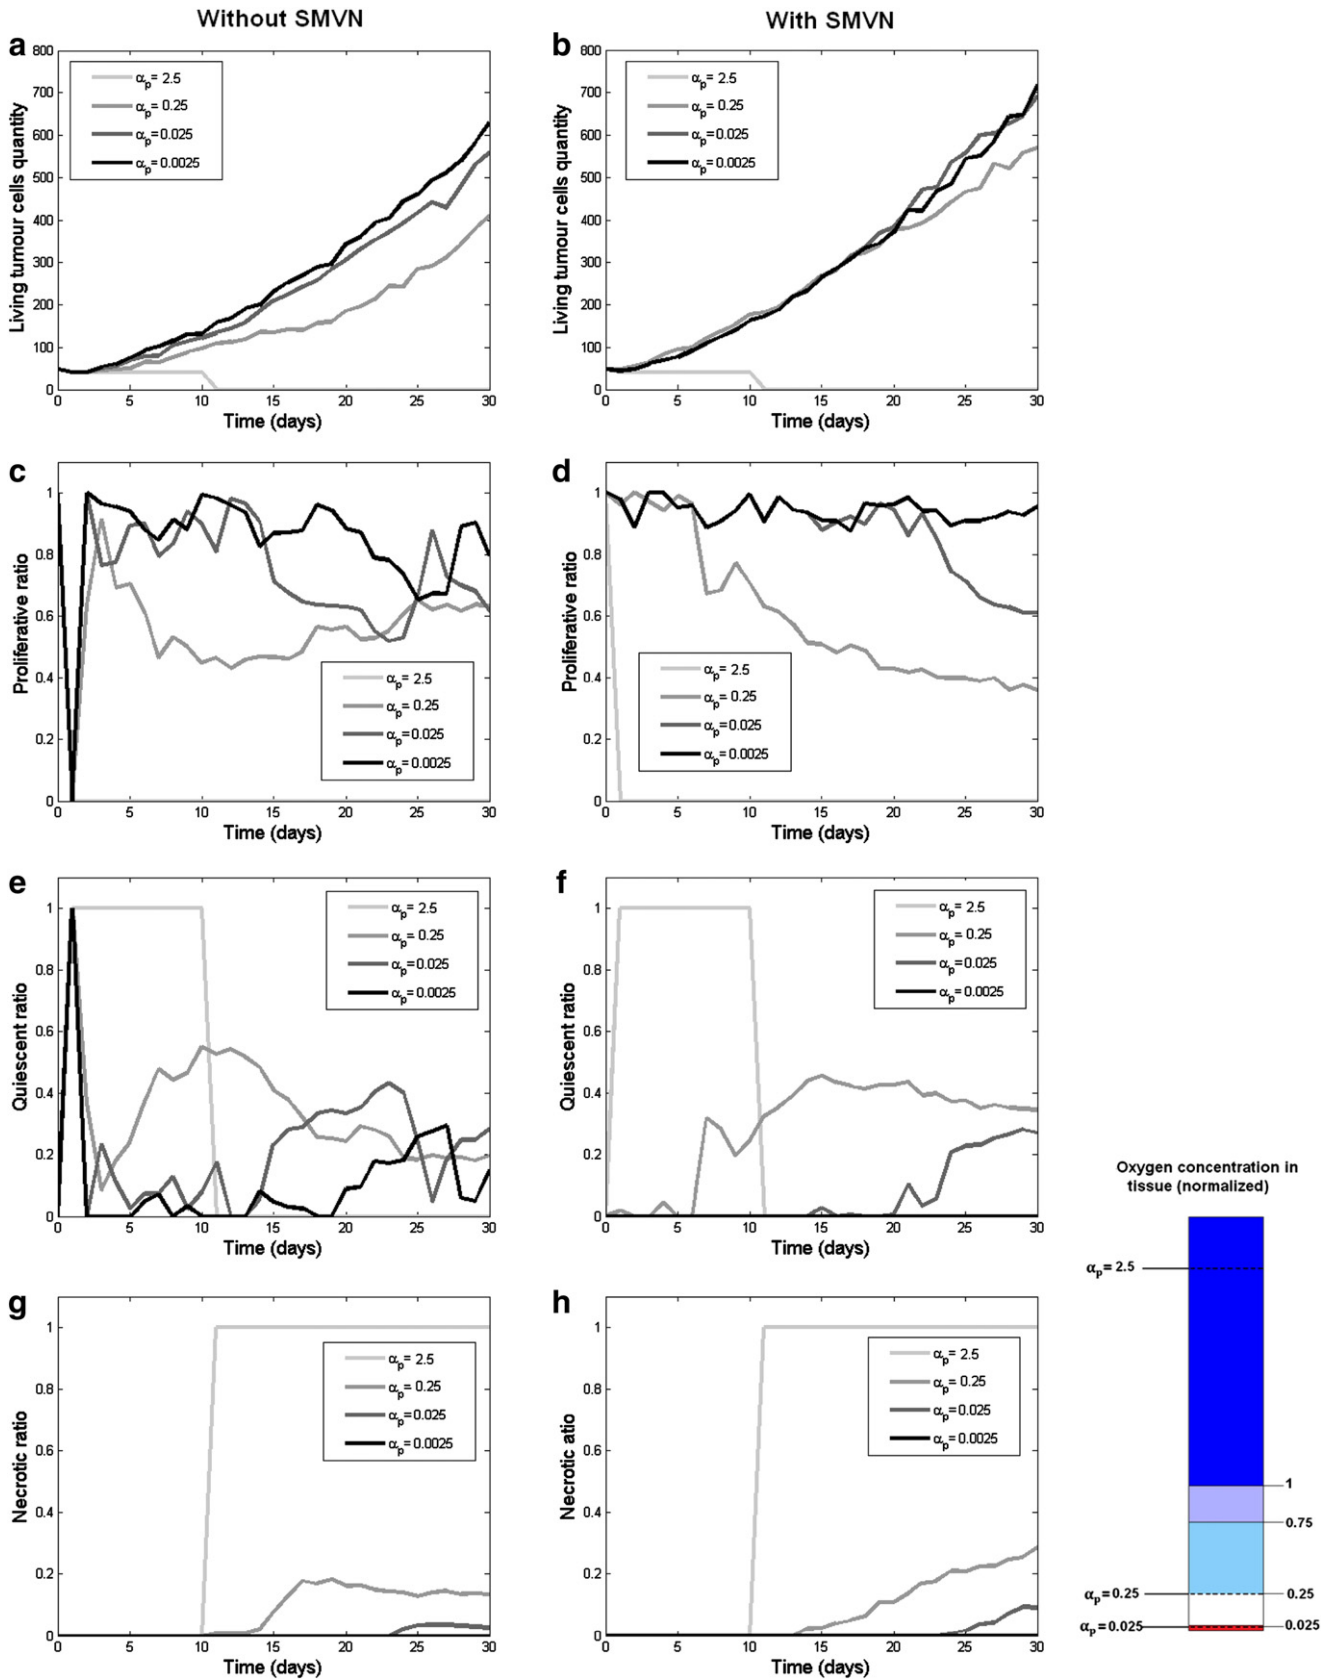 Without SMVN
With SMVN
a
800
700
600
500
400
300
200
100
0
Living tumour cells quantity
αp= 2.5
αp= 0.25
αp=0.025
αp=0.0025
0 5 10 15 20 25 30
Time (days)
b
800
700
600
500
400
300
200
100
0
Living tumour cells quantity
αp= 2.5
αp= 0.25
αp=0.025
αp=0.0025
0 5 10 15 20 25 30
Time (days)
c
1
0.8
0.6
0.4
0.2
0
Proliferative ratio
αp= 2.5
αp= 0.25
αp= 0.025
αp= 0.0025
0 5 10 15 20 25 30
Time (days)
d
1
0.8
0.6
0.4
0.2
0
Proliferative ratio
αp= 2.5
αp= 0.25
αp= 0.025
αp=0.0025
0 5 10 15 20 25 30
Time (days)
e
1
0.8
0.6
0.4
0.2
0
Quiescent ratio
αp= 2.5
αp= 0.25
αp= 0.025
αp= 0.0025
0 5 10 15 20 25 30
Time (days)
f
1
0.8
0.6
0.4
0.2
0
Quiescent ratio
αp= 2.5
αp= 0.25
αp= 0.025
αp=0.0025
0 5 10 15 20 25 30
Time (days)
g
1
0.8
0.6
0.4
0.2
0
Necrotic ratio
αp= 2.5
αp= 0.25
αp=0.025
αp=0.0025
0 5 10 15 20 25 30
Time (days)
h
1
0.8
0.6
0.4
0.2
0
Necrotic atio
αp= 2.5
αp= 0.25
αp=0.025
αp=0.0025
0 5 10 15 20 25 30
Time (days)
Oxygen concentration in
tissue (normalized)
αp= 2.5
1
0.75
αp= 0.25
0.25
αp=0.025
0.025